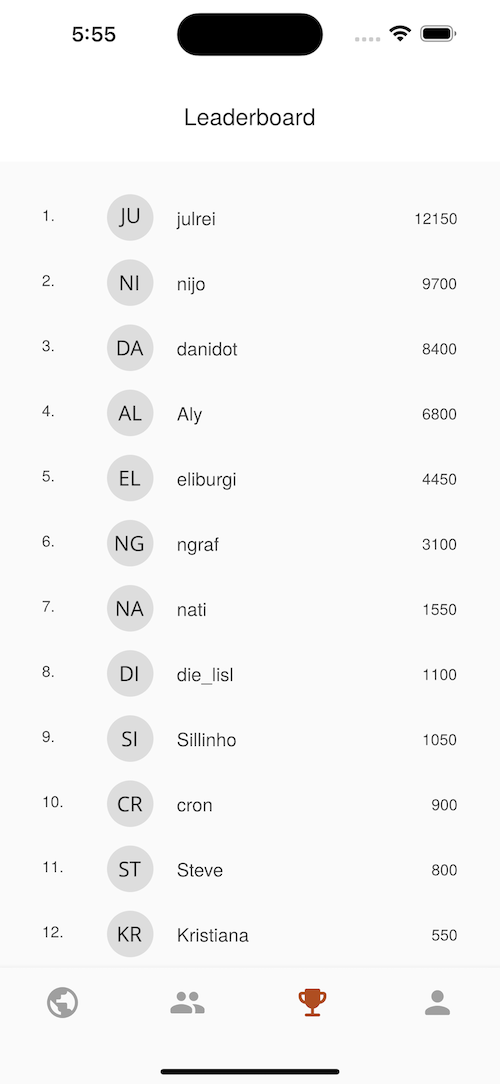 5:55
Leaderboard
1. JU julrei 12150
2. NI nijo 9700
3. DA danidot 8400
4. AL Aly 6800
5. EL eliburgi 4450
6. NG ngraf 3100
7. NA nati 1550
8. DI die_lisl 1100
9. SI Sillinho 1050
10. CR cron 900
11. ST Steve 800
12. KR Kristiana 550